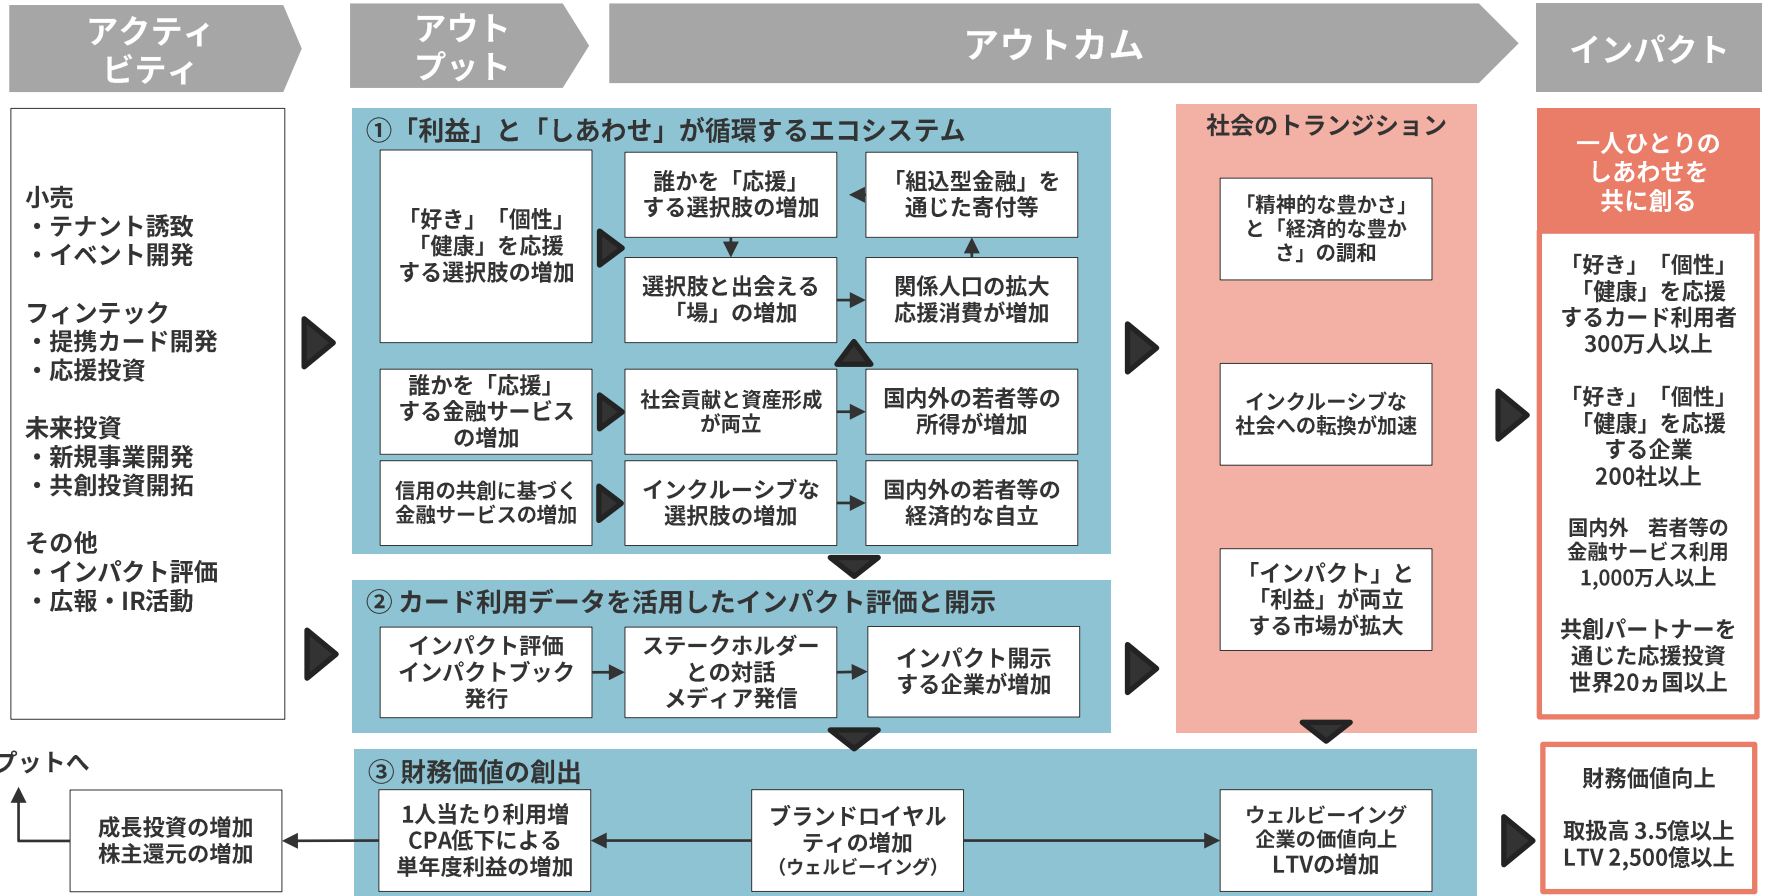 アクティ
ビティ
アウト
プット
アウトカム
インパクト
小売
・テナント誘致
・イベント開発
フィンテック
・提携カード開発
・応援投資
未来投資
・新規事業開発
・共創投資開拓
その他
・インパクト評価
・広報・IR活動
①「利益」と「しあわせ」が循環するエコシステム
「好き」「個性」
「健康」を応援
する選択肢の増加
誰かを「応援」
する選択肢の増加
「組込型金融」を
通じた寄付等
選択肢と出会える
「場」の増加
関係人口の拡大
応援消費が増加
誰かを「応援」
する金融サービス
の増加
社会貢献と資産形成
が両立
国内外の若者等の
所得が増加
信用の共創に基づく
金融サービスの増加
インクルーシブな
選択肢の増加
国内外の若者等の
経済的な自立
② カード利用データを活用したインパクト評価と開示
インパクト評価
インパクトブック
発行
ステークホルダー
との対話
メディア発信
インパクト開示
する企業が増加
社会のトランジション
「精神的な豊かさ」
と「経済的な豊か
さ」の調和
インクルーシブな
社会への転換が加速
「インパクト」と
「利益」が両立
する市場が拡大
一人ひとりの
しあわせを
共に創る
「好き」「個性」
「健康」を応援
するカード利用者
300万人以上
「好き」「個性」
「健康」を応援
する企業
200社以上
国内外　若者等の
金融サービス利用
1,000万人以上
共創パートナーを
通じた応援投資
世界20ヵ国以上
プットへ
成長投資の増加
株主還元の増加
③ 財務価値の創出
1人当たり利用増
CPA低下による
単年度利益の増加
ブランドロイヤル
ティの増加
（ウェルビーイング）
ウェルビーイング
企業の価値向上
LTVの増加
財務価値向上
取扱高 3.5億以上
LTV 2,500億以上